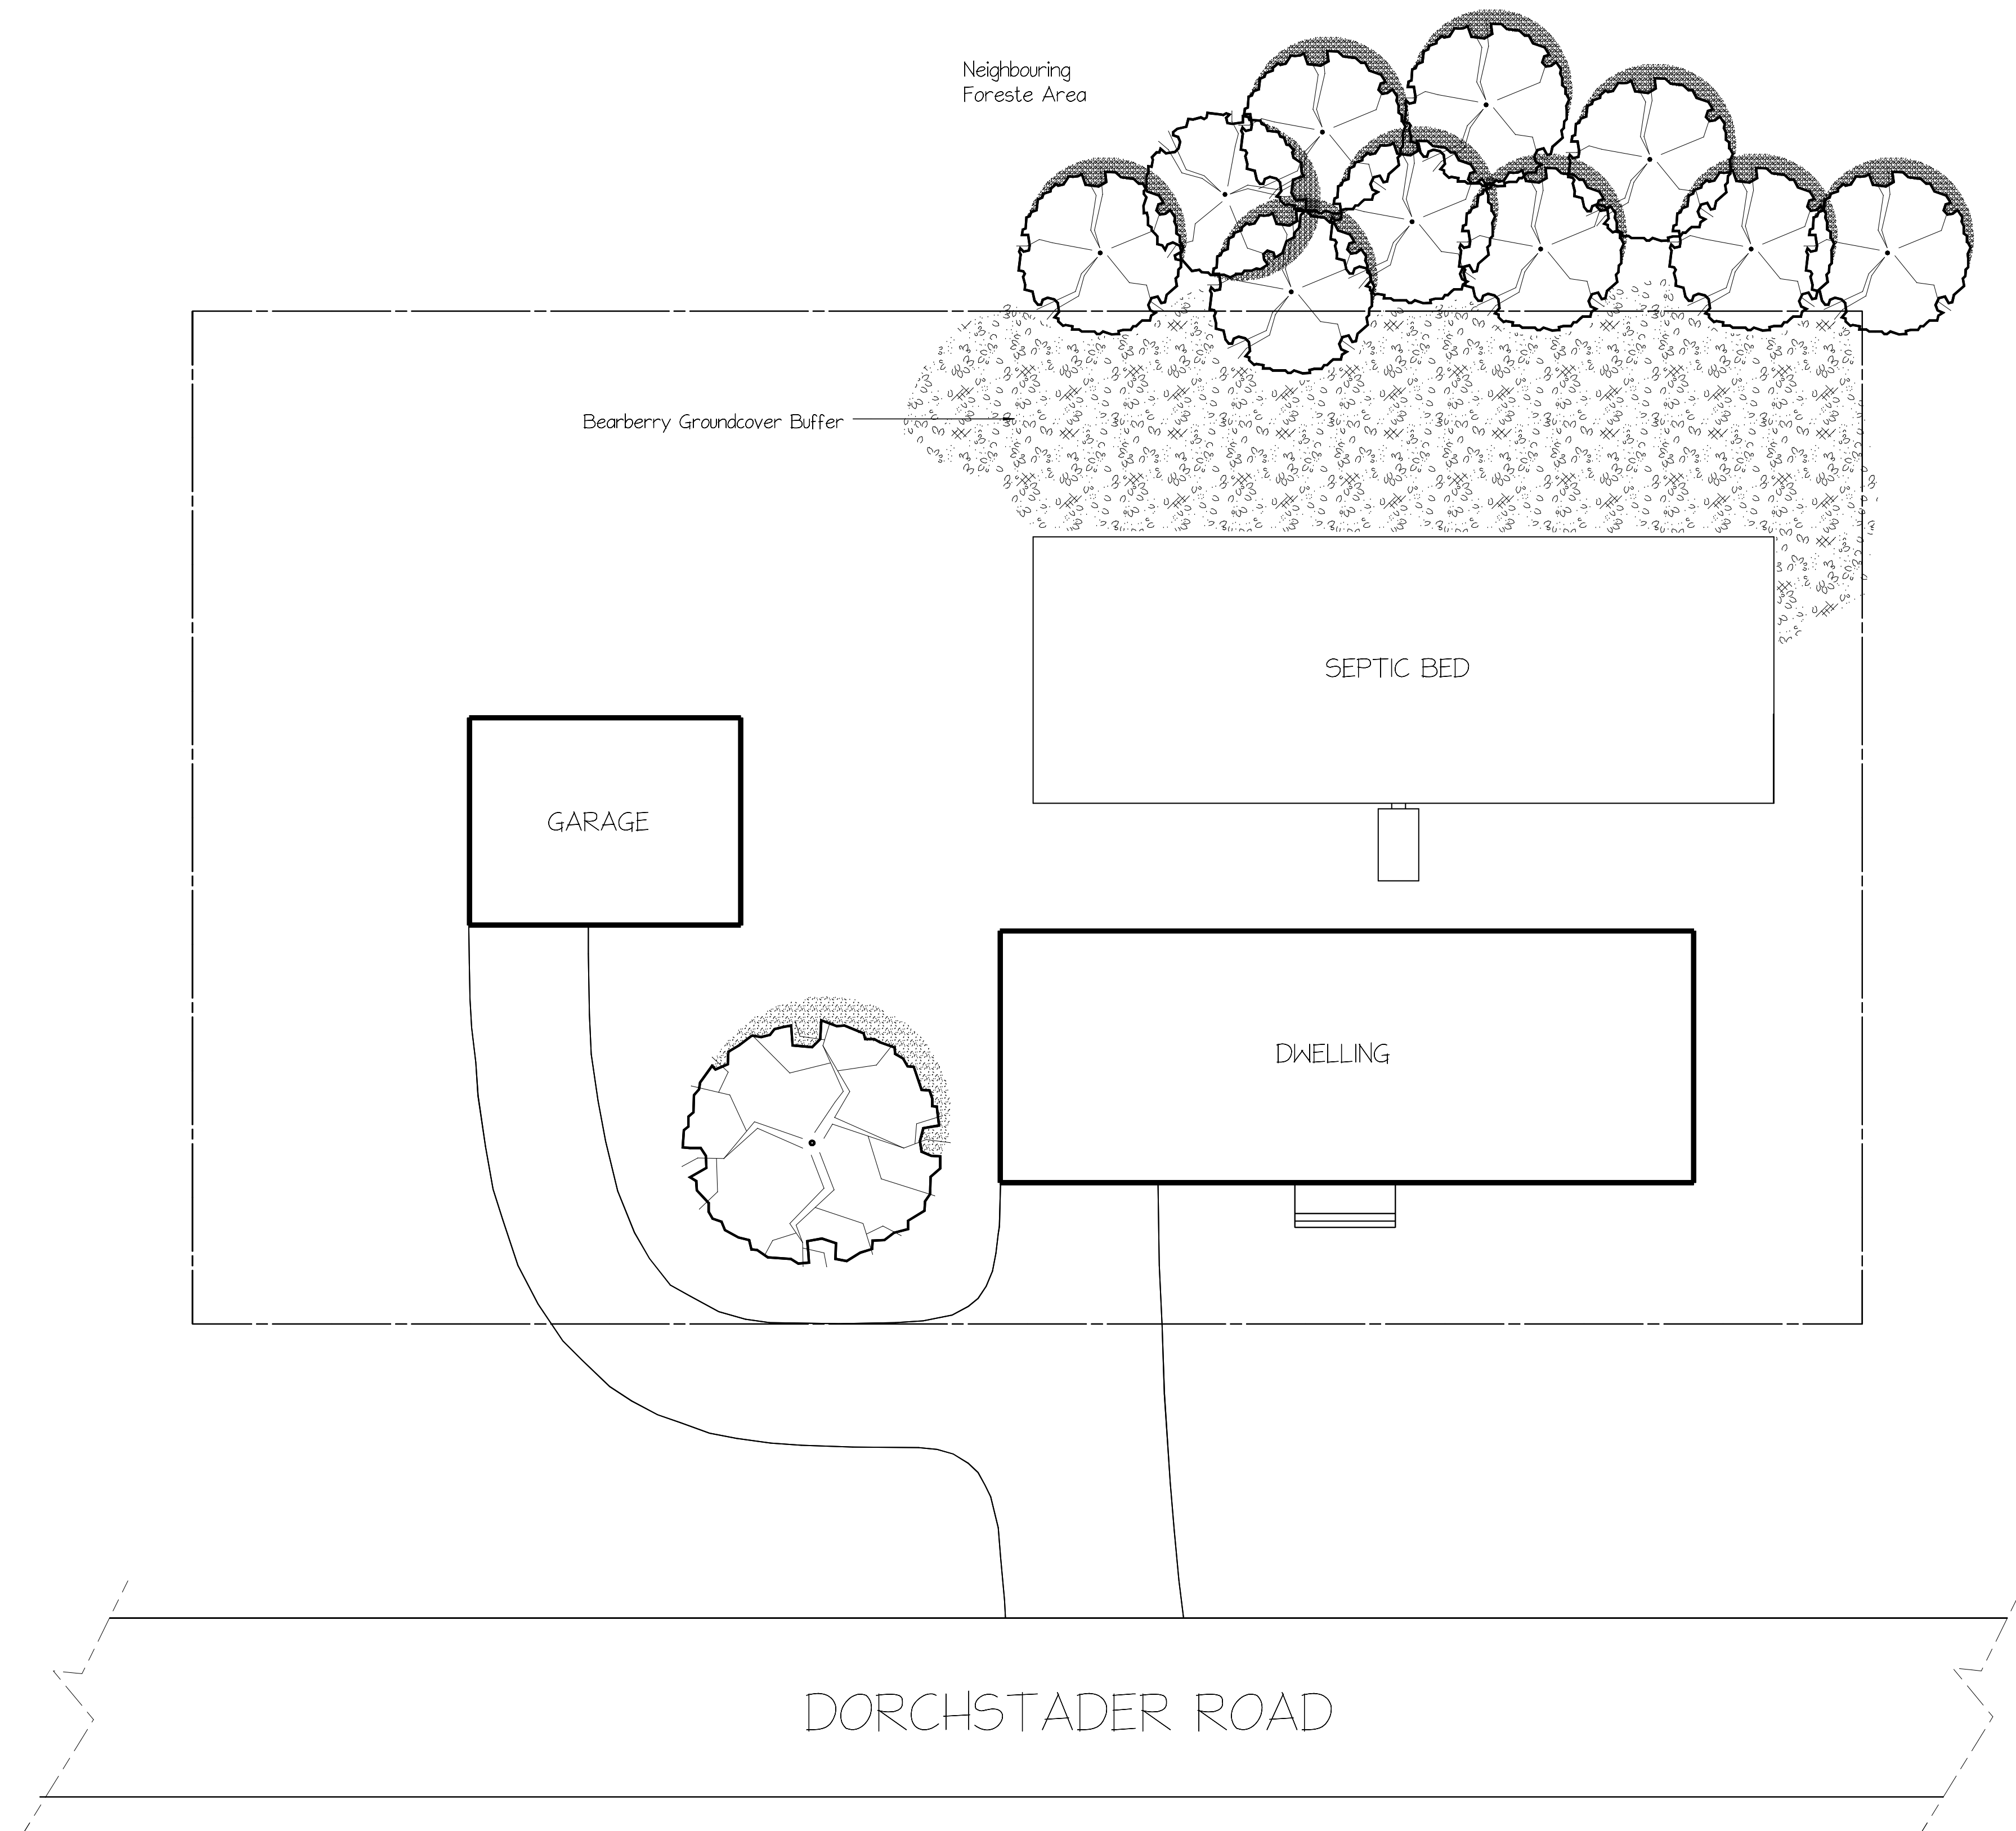 Neighbouring
Foreste Area
Bearberry Groundcover Buffer
SEPTIC BED
GARAGE
DWELLING
DORCHSTADER ROAD